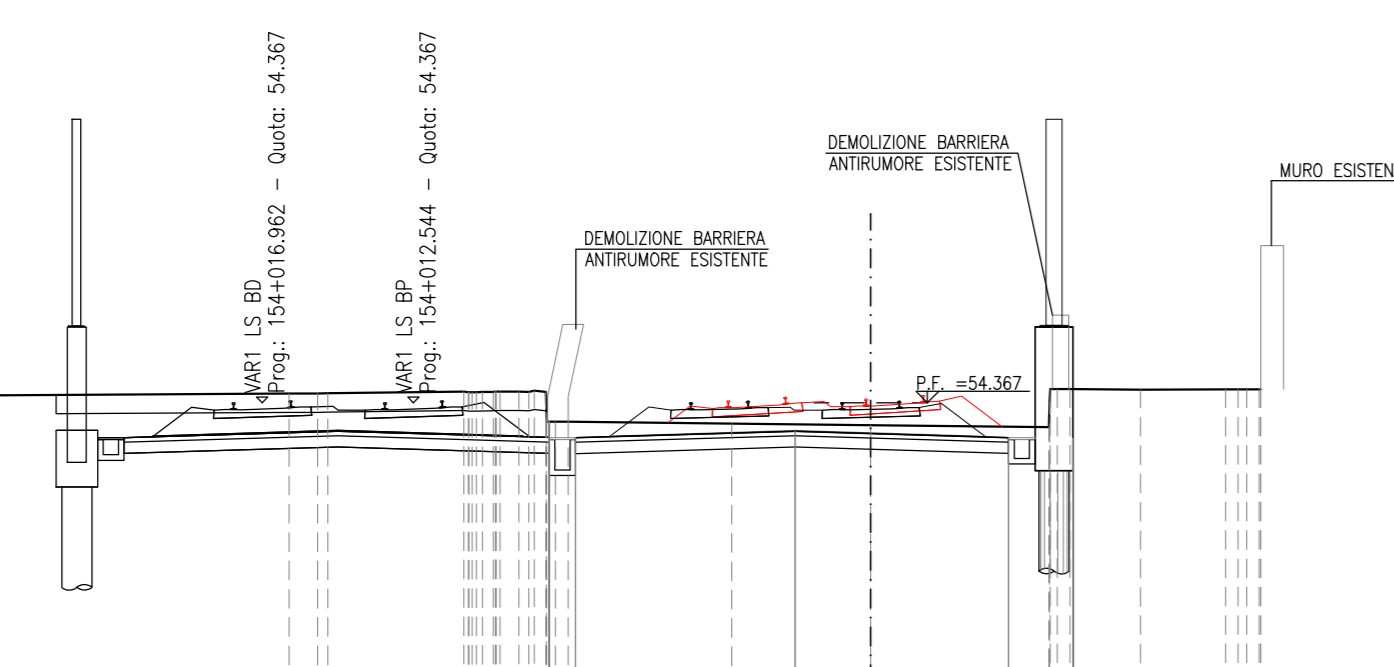 VAR1 LS BD
Prog.: 154+016.962 - Quota: 54.367
VAR1 LS BP
Prog.: 154+012.544 - Quota: 54.367
DEMOLIZIONE BARRIERA
ANTIRUMORE ESISTENTE
DEMOLIZIONE BARRIERA
ANTIRUMORE ESISTENTE
MURO ESISTEN
P.F. =54.367